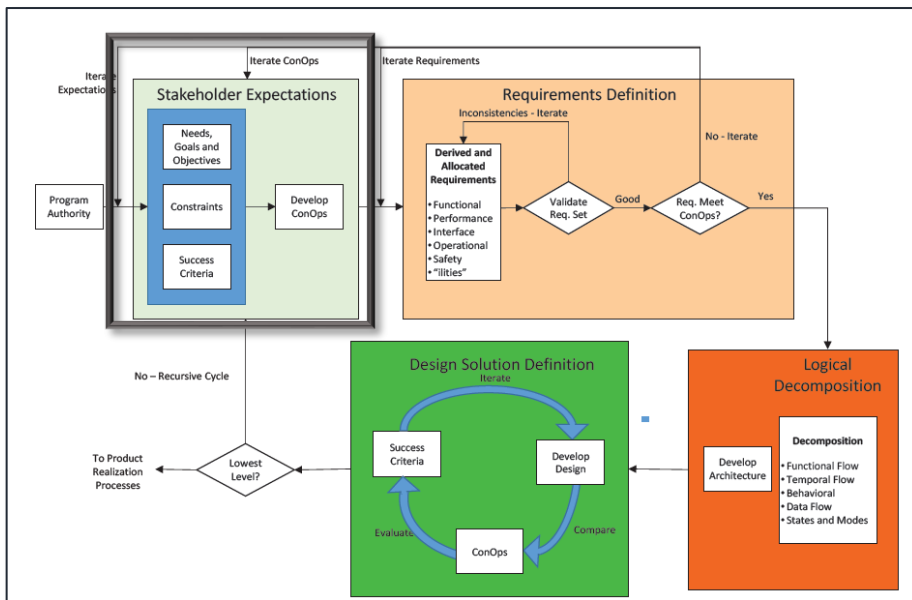 Iterate ConOps
Iterate Requirements
Iterate
Expectations
Stakeholder Expectations
Needs,
Goals and
Objectives
Constraints
Success
Criteria
Program
Authority
Develop
ConOps
Requirements Definition
Inconsistencies - Iterate
Derived and
Allocated
Requirements
• Functional
• Performance
• Interface
• Operational
• Safety
• “ilities”
Validate
Req. Set
Good
Req. Meet
ConOps?
No - Iterate
Yes
Logical
Decomposition
Develop
Architecture
Decomposition
• Functional Flow
• Temporal Flow
• Behavioral
• Data Flow
• States and Modes
Design Solution Definition
Iterate
Success
Criteria
Develop
Design
ConOps
Evaluate
Compare
No – Recursive Cycle
Lowest
Level?
To Product
Realization
Processes